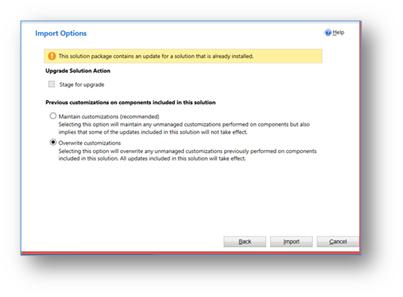 Import Options
Help
This solution package contains an update for a solution that is already installed.
Upgrade Solution Action
Stage for upgrade
Previous customizations on components included in this solution
Maintain customizations (recommended)
Selecting this option will maintain any unmanaged customizations performed on components but also
implies that some of the updates included in this solution will not take effect.
Overwrite customizations
Selecting this option will overwrite any unmanaged customizations previously performed on components
included in this solution. All updates included in this solution will take effect.
Back Import Cancel